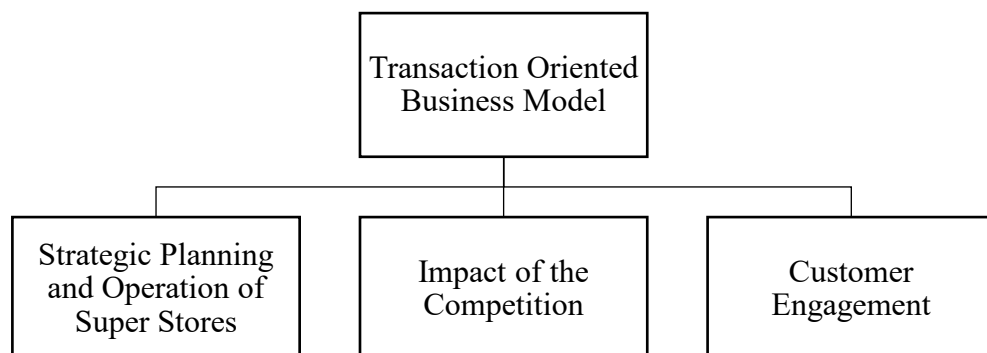 Transaction Oriented
Business Model
Strategic Planning
and Operation of
Super Stores
Impact of the
Competition
Customer
Engagement